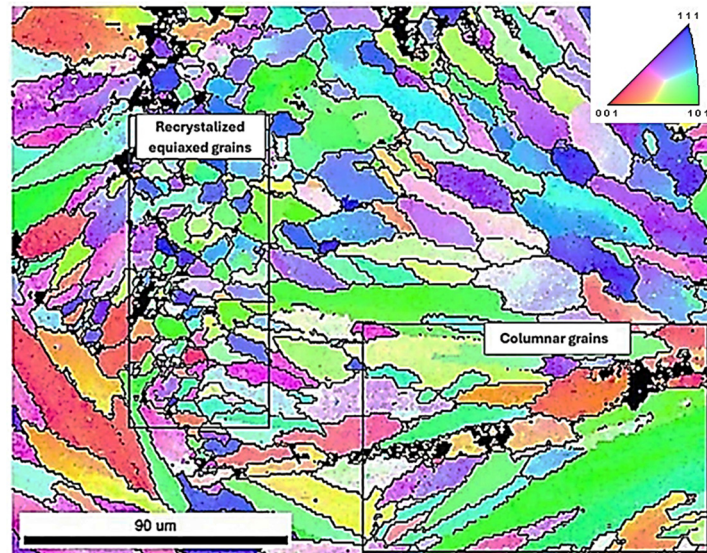 111
001
101
Recrystalized
equiaxed grains
Columnar grains
90 um